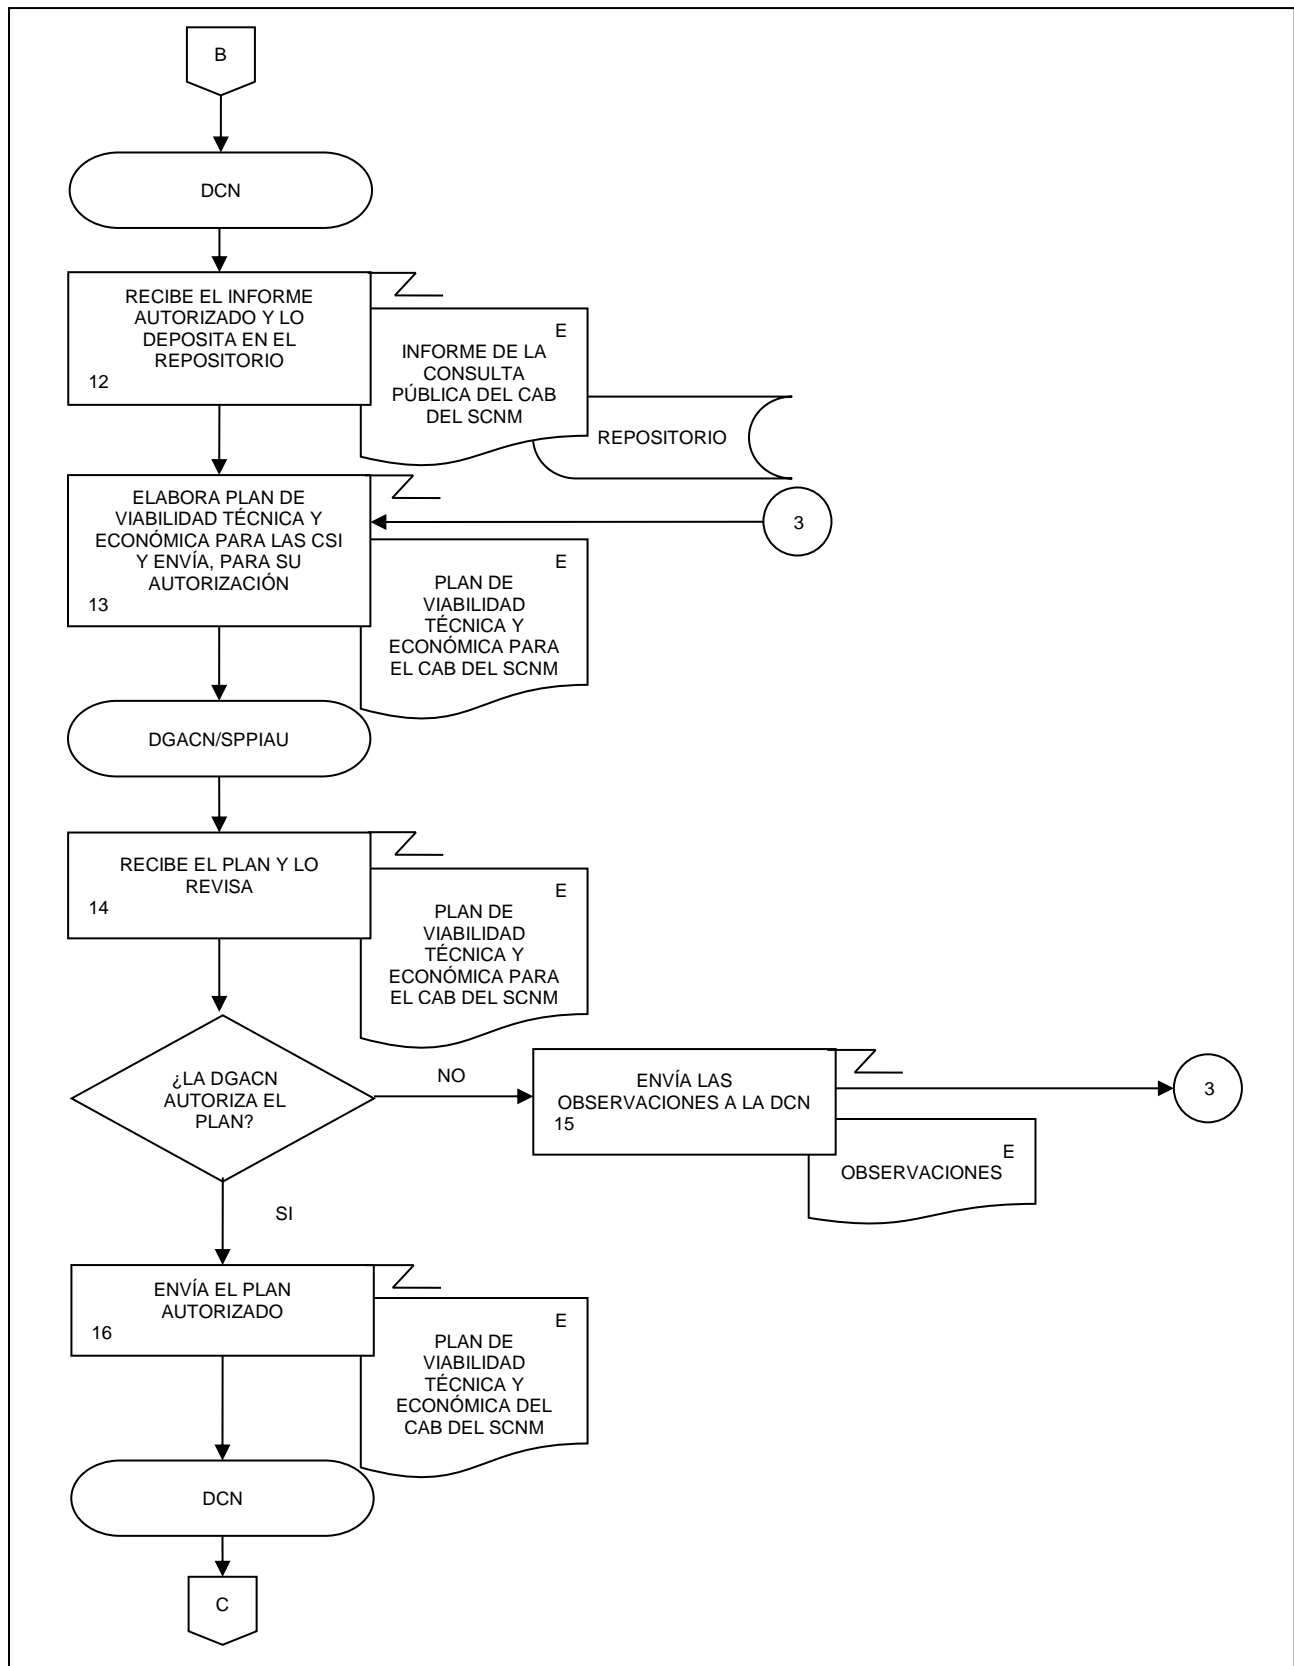 B
DCN
RECIBE EL INFORME
AUTORIZADO Y LO
DEPOSITA EN EL
REPOSITORIO
12
E
INFORME DE LA
CONSULTA
PÚBLICA DEL CAB
DEL SCNM
REPOSITORIO
ELABORA PLAN DE
VIABILIDAD TÉCNICA Y
ECONÓMICA PARA LAS CSI
Y ENVÍA, PARA SU
AUTORIZACIÓN
13
3
E
PLAN DE
VIABILIDAD
TÉCNICA Y
ECONÓMICA PARA
EL CAB DEL SCNM
DGACN/SPPIAU
RECIBE EL PLAN Y LO
REVISA
14
E
PLAN DE
VIABILIDAD
TÉCNICA Y
ECONÓMICA PARA
EL CAB DEL SCNM
¿LA DGACN
AUTORIZA EL
PLAN?
NO
ENVÍA LAS
OBSERVACIONES A LA DCN
15
3
E
OBSERVACIONES
SI
ENVÍA EL PLAN
AUTORIZADO
16
E
PLAN DE
VIABILIDAD
TÉCNICA Y
ECONÓMICA DEL
CAB DEL SCNM
DCN
C